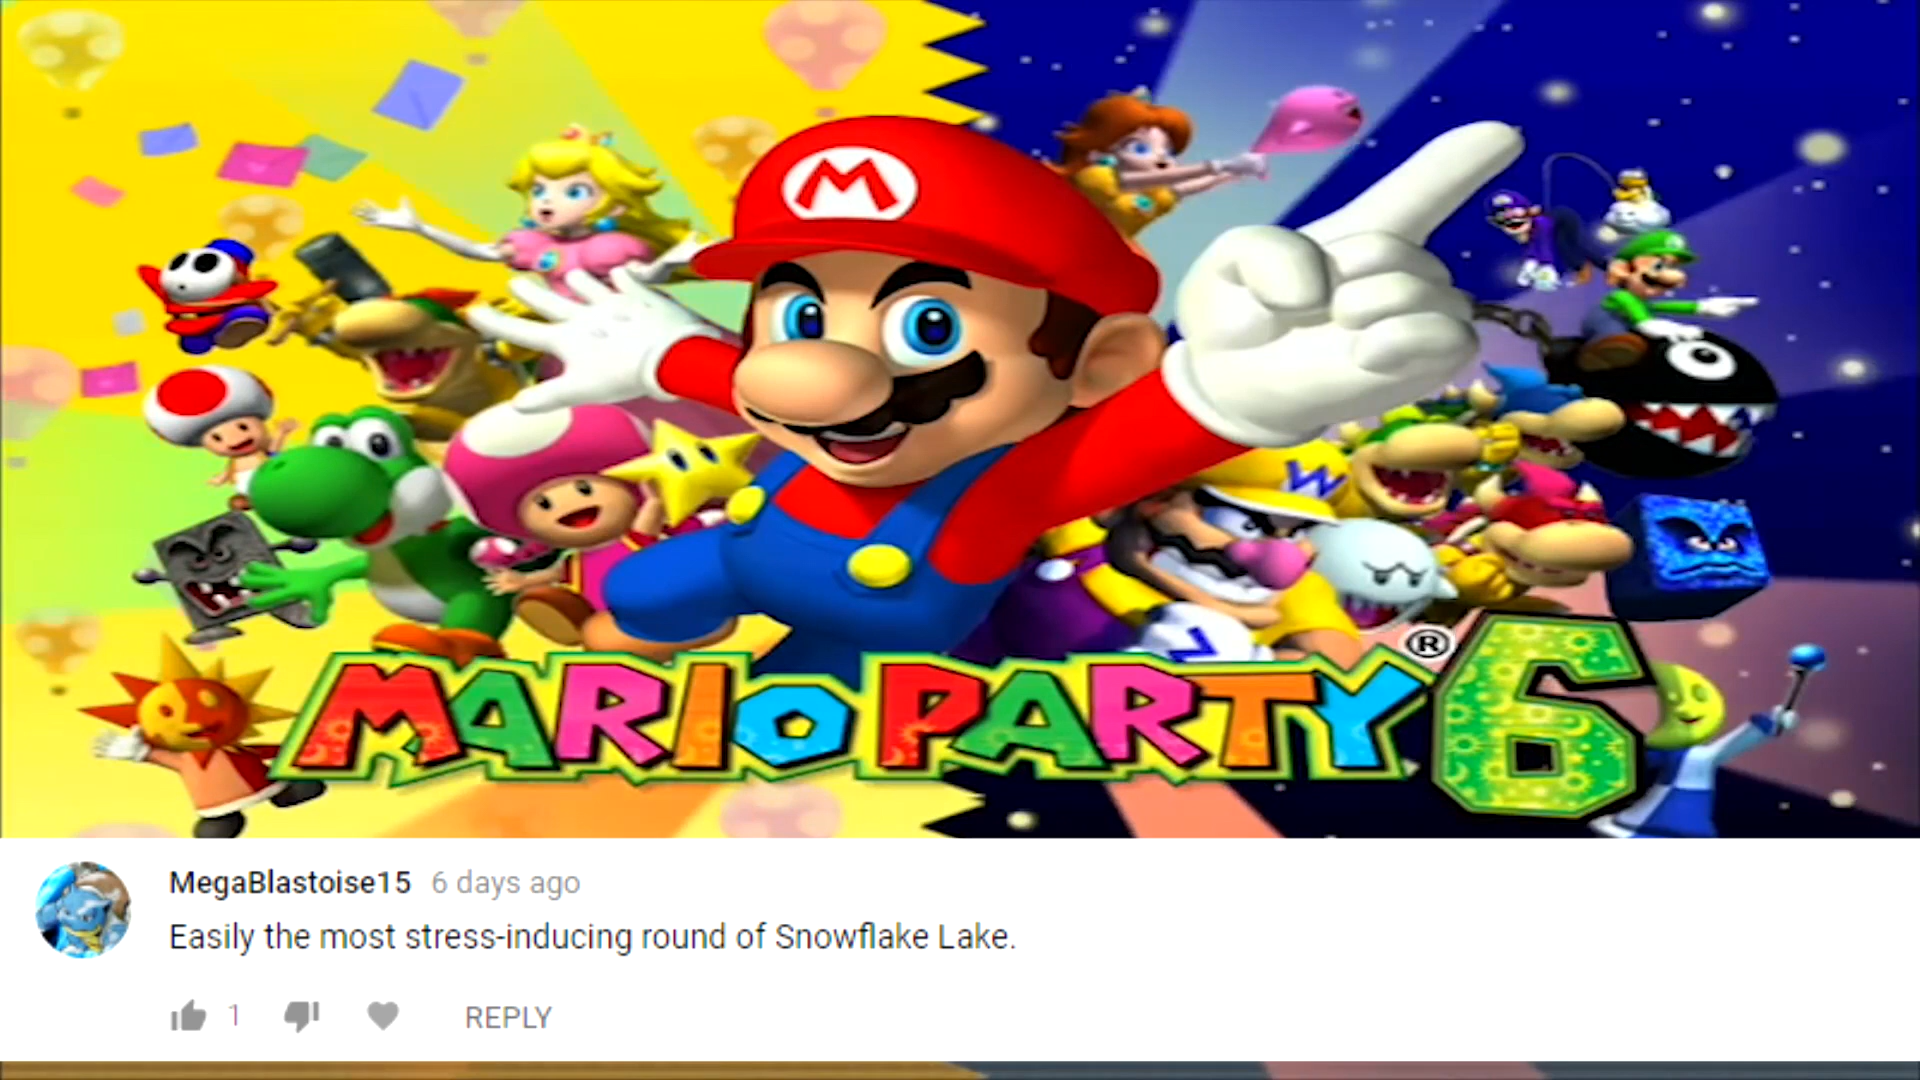 M
W
MARIO PARTY® 6
MegaBlastoise15 6 days ago
Easily the most stress-inducing round of Snowflake Lake.
1 REPLY